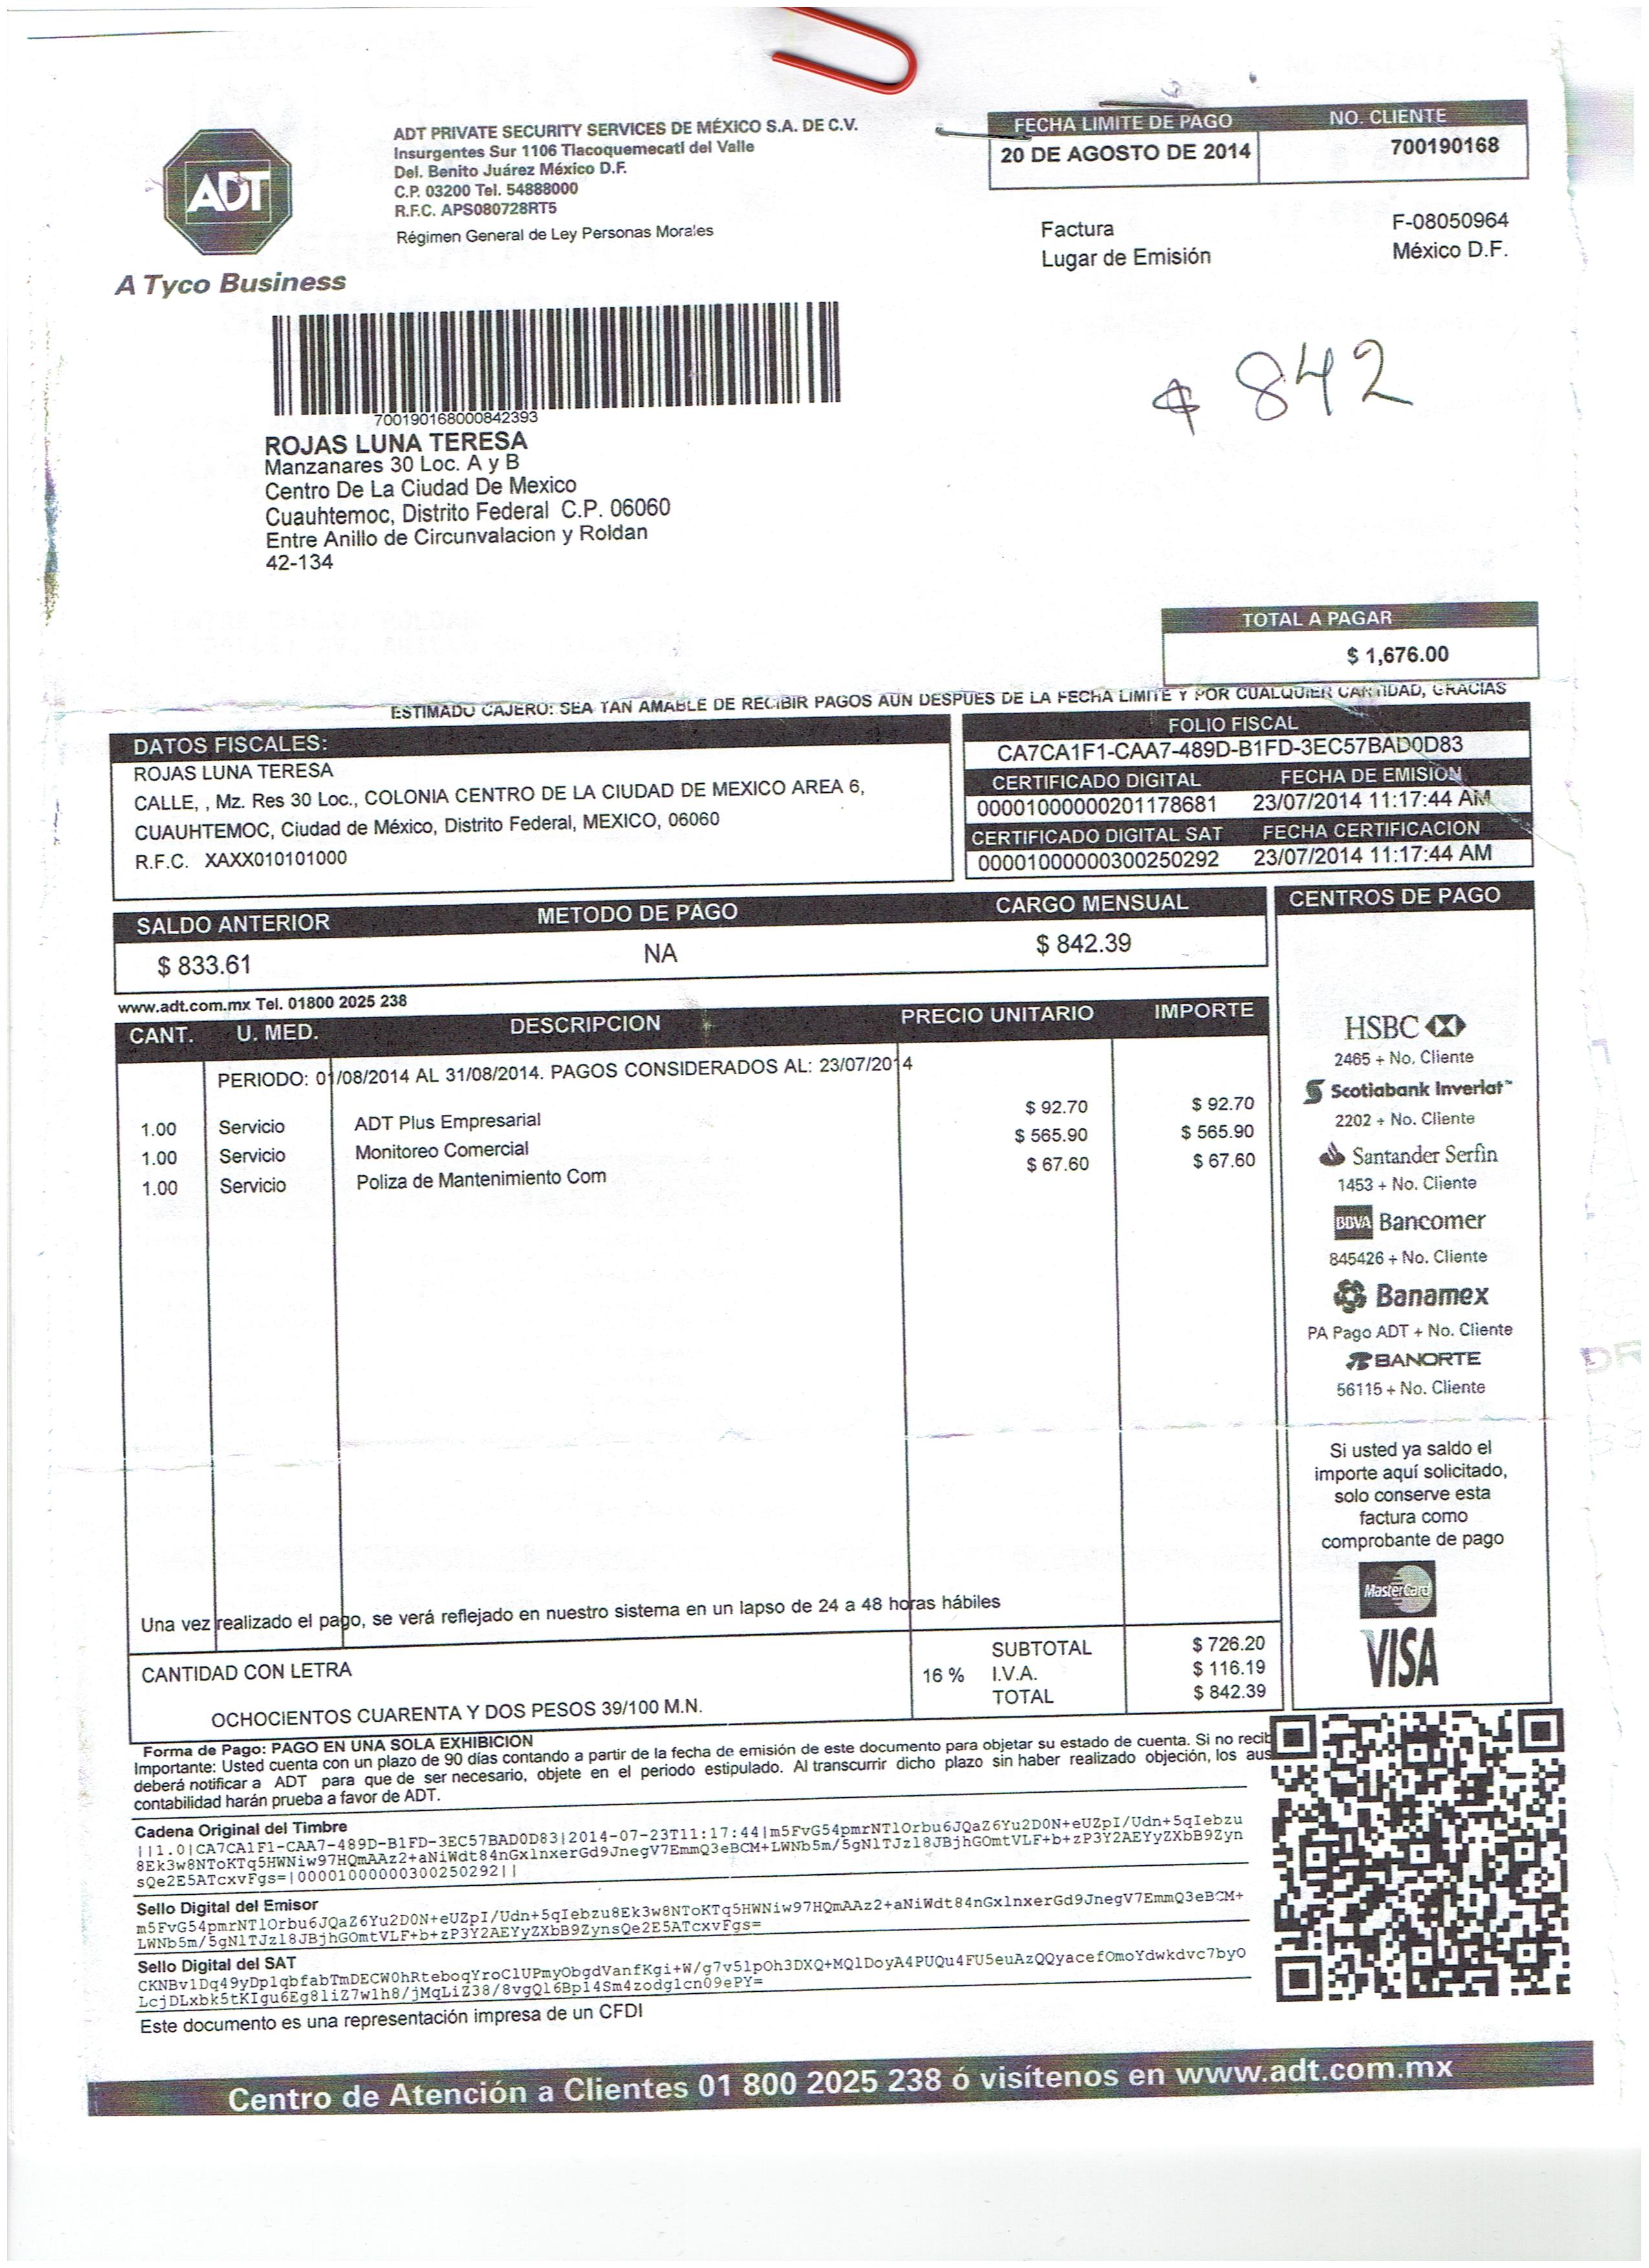 ADT PRIVATE SECURITY SERVICES DE MÉXICO S.A. DE C.V.
Insurgentes Sur 1106 Tlacoquemecatl del Valle
Del. Benito Juárez México D.F.
C.P. 03200 Tel. 54888000
R.F.C. APS080728RT5
Régimen General de Ley Personas Morales
ADT
A Tyco Business
FECHA LIMITE DE PAGO NO. CLIENTE
20 DE AGOSTO DE 2014 700190168
Factura F-08050964
Lugar de Emisión México D.F.
$ 842
700190168000842393
ROJAS LUNA TERESA
Manzanares 30 Loc. A y B
Centro De La Ciudad De Mexico
Cuauhtemoc, Distrito Federal C.P. 06060
Entre Anillo de Circunvalacion y Roldan
42-134
TOTAL A PAGAR
$ 1,676.00
ESTIMADO CAJERO: SEA TAN AMABLE DE RECIBIR PAGOS AUN DESPUES DE LA FECHA LIMITE Y POR CUALQUIER CANTIDAD, GRACIAS
DATOS FISCALES:
ROJAS LUNA TERESA
CALLE, , Mz. Res 30 Loc., COLONIA CENTRO DE LA CIUDAD DE MEXICO AREA 6,
CUAUHTEMOC, Ciudad de México, Distrito Federal, MEXICO, 06060
R.F.C. XAXX010101000
FOLIO FISCAL
CA7CA1F1-CAA7-489D-B1FD-3EC57BAD0D83
CERTIFICADO DIGITAL FECHA DE EMISION
00001000000201178681 23/07/2014 11:17:44 AM
CERTIFICADO DIGITAL SAT FECHA CERTIFICACION
00001000000300250292 23/07/2014 11:17:44 AM
SALDO ANTERIOR METODO DE PAGO CARGO MENSUAL
$ 833.61 NA $ 842.39
www.adt.com.mx Tel. 01800 2025 238
CANT. U. MED. DESCRIPCION PRECIO UNITARIO IMPORTE
PERIODO: 01/08/2014 AL 31/08/2014. PAGOS CONSIDERADOS AL: 23/07/2014
1.00 Servicio ADT Plus Empresarial $ 92.70 $ 92.70
1.00 Servicio Monitoreo Comercial $ 565.90 $ 565.90
1.00 Servicio Poliza de Mantenimiento Com $ 67.60 $ 67.60
Una vez realizado el pago, se verá reflejado en nuestro sistema en un lapso de 24 a 48 horas hábiles
CANTIDAD CON LETRA
OCHOCIENTOS CUARENTA Y DOS PESOS 39/100 M.N.
SUBTOTAL $ 726.20
16 % I.V.A. $ 116.19
TOTAL $ 842.39
CENTROS DE PAGO
HSBC
2465 + No. Cliente
Scotiabank Inverlat
2202 + No. Cliente
Santander Serfin
1453 + No. Cliente
BBVA Bancomer
845426 + No. Cliente
Banamex
PA Pago ADT + No. Cliente
BANORTE
56115 + No. Cliente
Si usted ya saldo el
importe aquí solicitado,
solo conserve esta
factura como
comprobante de pago
MasterCard
VISA
Forma de Pago: PAGO EN UNA SOLA EXHIBICION
Importante: Usted cuenta con un plazo de 90 días contando a partir de la fecha de emisión de este documento para objetar su estado de cuenta. Si no recib
deberá notificar a ADT para que de ser necesario, objete en el periodo estipulado. Al transcurrir dicho plazo sin haber realizado objeción, los aus
contabilidad harán prueba a favor de ADT.
Cadena Original del Timbre
||1.0|CA7CA1F1-CAA7-489D-B1FD-3EC57BAD0D83|2014-07-23T11:17:44|m5FvG54pmrNTlOrbu6JQaZ6Yu2D0N+eUZpI/Udn+5qIebzu
8Ek3w8NToKTq5HWNiw97HQmAAz2+aNiWdt84nGxlnxerGd9JnegV7EmmQ3eBCM+LWNb5m/5gNlTJzl8JBjhGOmtVLF+b+zP3Y2AEYyZXbB9Zyn
sQe2E5ATcxvFgs=|00001000000300250292||
Sello Digital del Emisor
m5FvG54pmrNTlOrbu6JQaZ6Yu2D0N+eUZpI/Udn+5qIebzu8Ek3w8NToKTq5HWNiw97HQmAAz2+aNiWdt84nGxlnxerGd9JnegV7EmmQ3eBCM+
LWNb5m/5gNlTJzl8JBjhGOmtVLF+b+zP3Y2AEYyZXbB9ZynsQe2E5ATcxvFgs=
Sello Digital del SAT
CKNBvlDq49yDplqbfabTmDECW0hRteboqYroClUPmyObgdVanfKgi+W/g7v5lpOh3DXQ+MQlDoyA4PUQu4FU5euAzQQyacefOmoYdwkdvc7byO
LcjDLxbk5tKIgu6Eg8liZ7wlh8/jMqLiZ38/8vgQl6Bpl4Sm4zodglcn09ePY=
Este documento es una representación impresa de un CFDI
Centro de Atención a Clientes 01 800 2025 238 ó visítenos en www.adt.com.mx